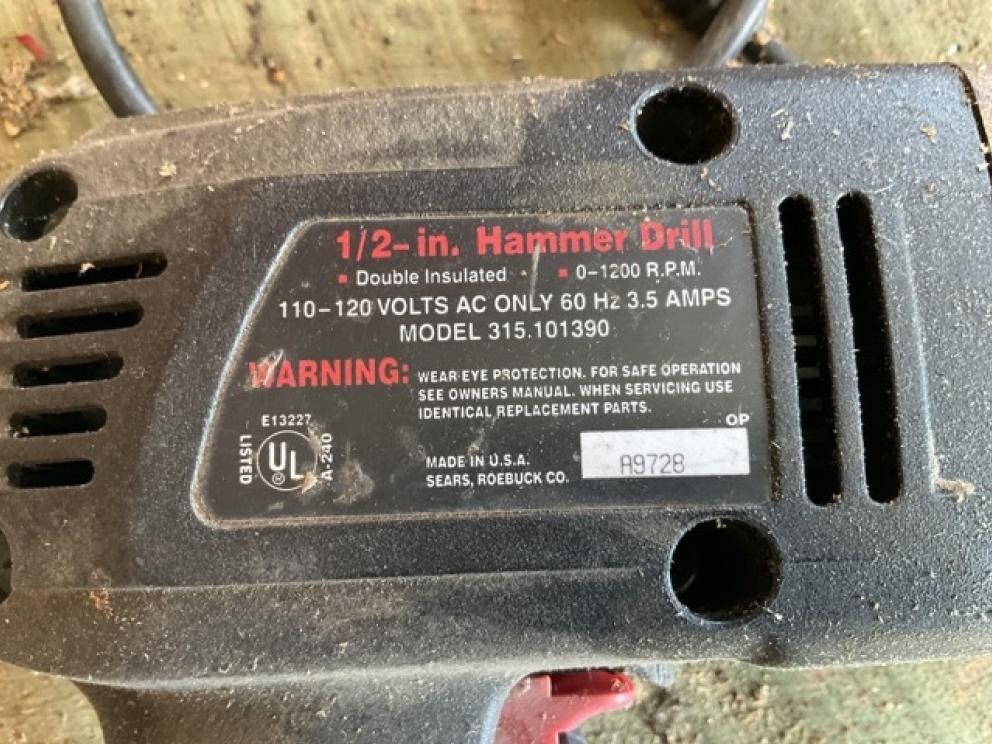 1/2-in. Hammer Drill
▪ Double Insulated ▪ 0-1200 R.P.M.
110-120 VOLTS AC ONLY 60 Hz 3.5 AMPS
MODEL 315.101390
WARNING: WEAR EYE PROTECTION. FOR SAFE OPERATION
SEE OWNERS MANUAL. WHEN SERVICING USE
IDENTICAL REPLACEMENT PARTS.
E13227
LISTED UL® A-240
OP
MADE IN U.S.A.
SEARS, ROEBUCK CO.
A9728